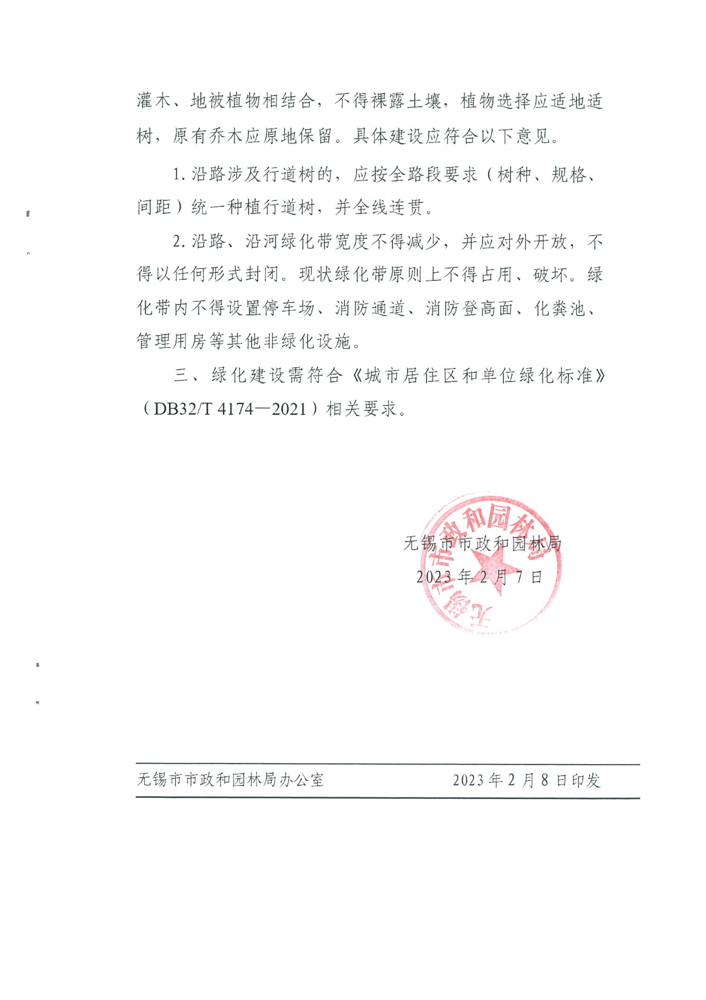 灌木、地被植物相结合，不得裸露土壤，植物选择应适地适
树，原有乔木应原地保留。具体建设应符合以下意见。
1.沿路涉及行道树的，应按全路段要求（树种、规格、
间距）统一种植行道树，并全线连贯。
2.沿路、沿河绿化带宽度不得减少，并应对外开放，不
得以任何形式封闭。现状绿化带原则上不得占用、破坏。绿
化带内不得设置停车场、消防通道、消防登高面、化粪池、
管理用房等其他非绿化设施。
三、绿化建设需符合《城市居住区和单位绿化标准》
（DB32/T 4174—2021）相关要求。
无锡市市政和园林局
无锡市市政和园林局
2023年2月7日
无锡市市政和园林局办公室 2023年2月8日印发